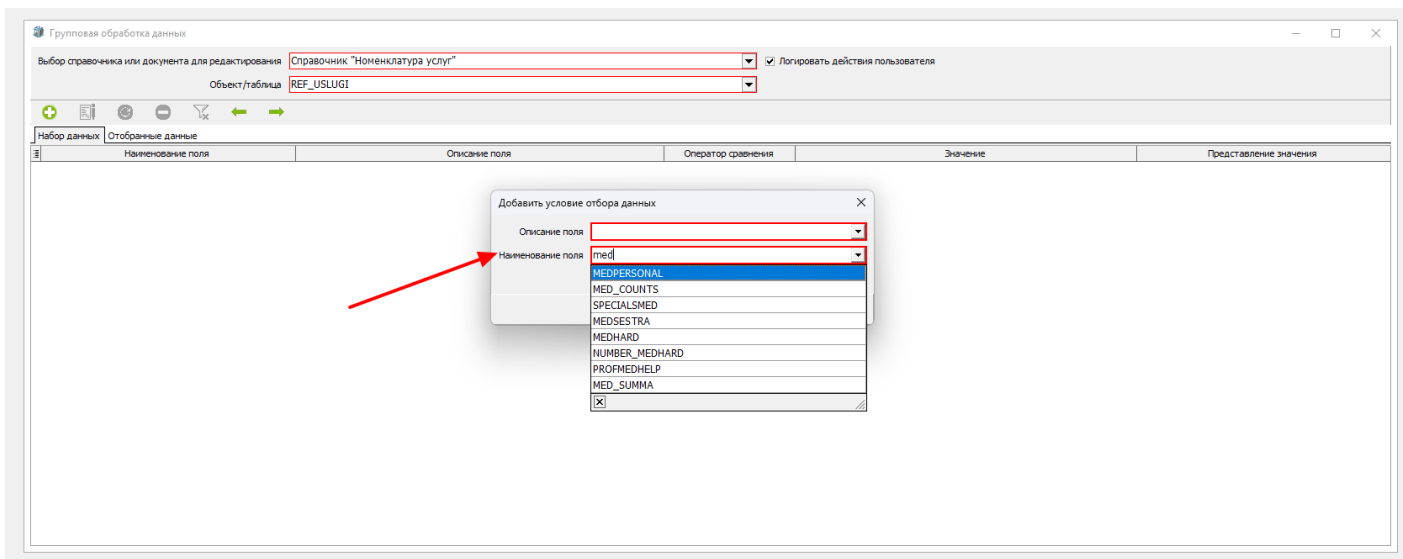 Групповая обработка данных
Выбор справочника или документа для редактирования Справочник "Номенклатура услуг" Логировать действия пользователя
Объект/таблица REF_USLUGI
Набор данных Отобранные данные
Наименование поля Описание поля Оператор сравнения Значение Представление значения
Добавить условие отбора данных
Описание поля
Наименование поля med
MEDPERSONAL
MED_COUNTS
SPECIALSMED
MEDSESTRA
MEDHARD
NUMBER_MEDHARD
PROFMEDHELP
MED_SUMMA